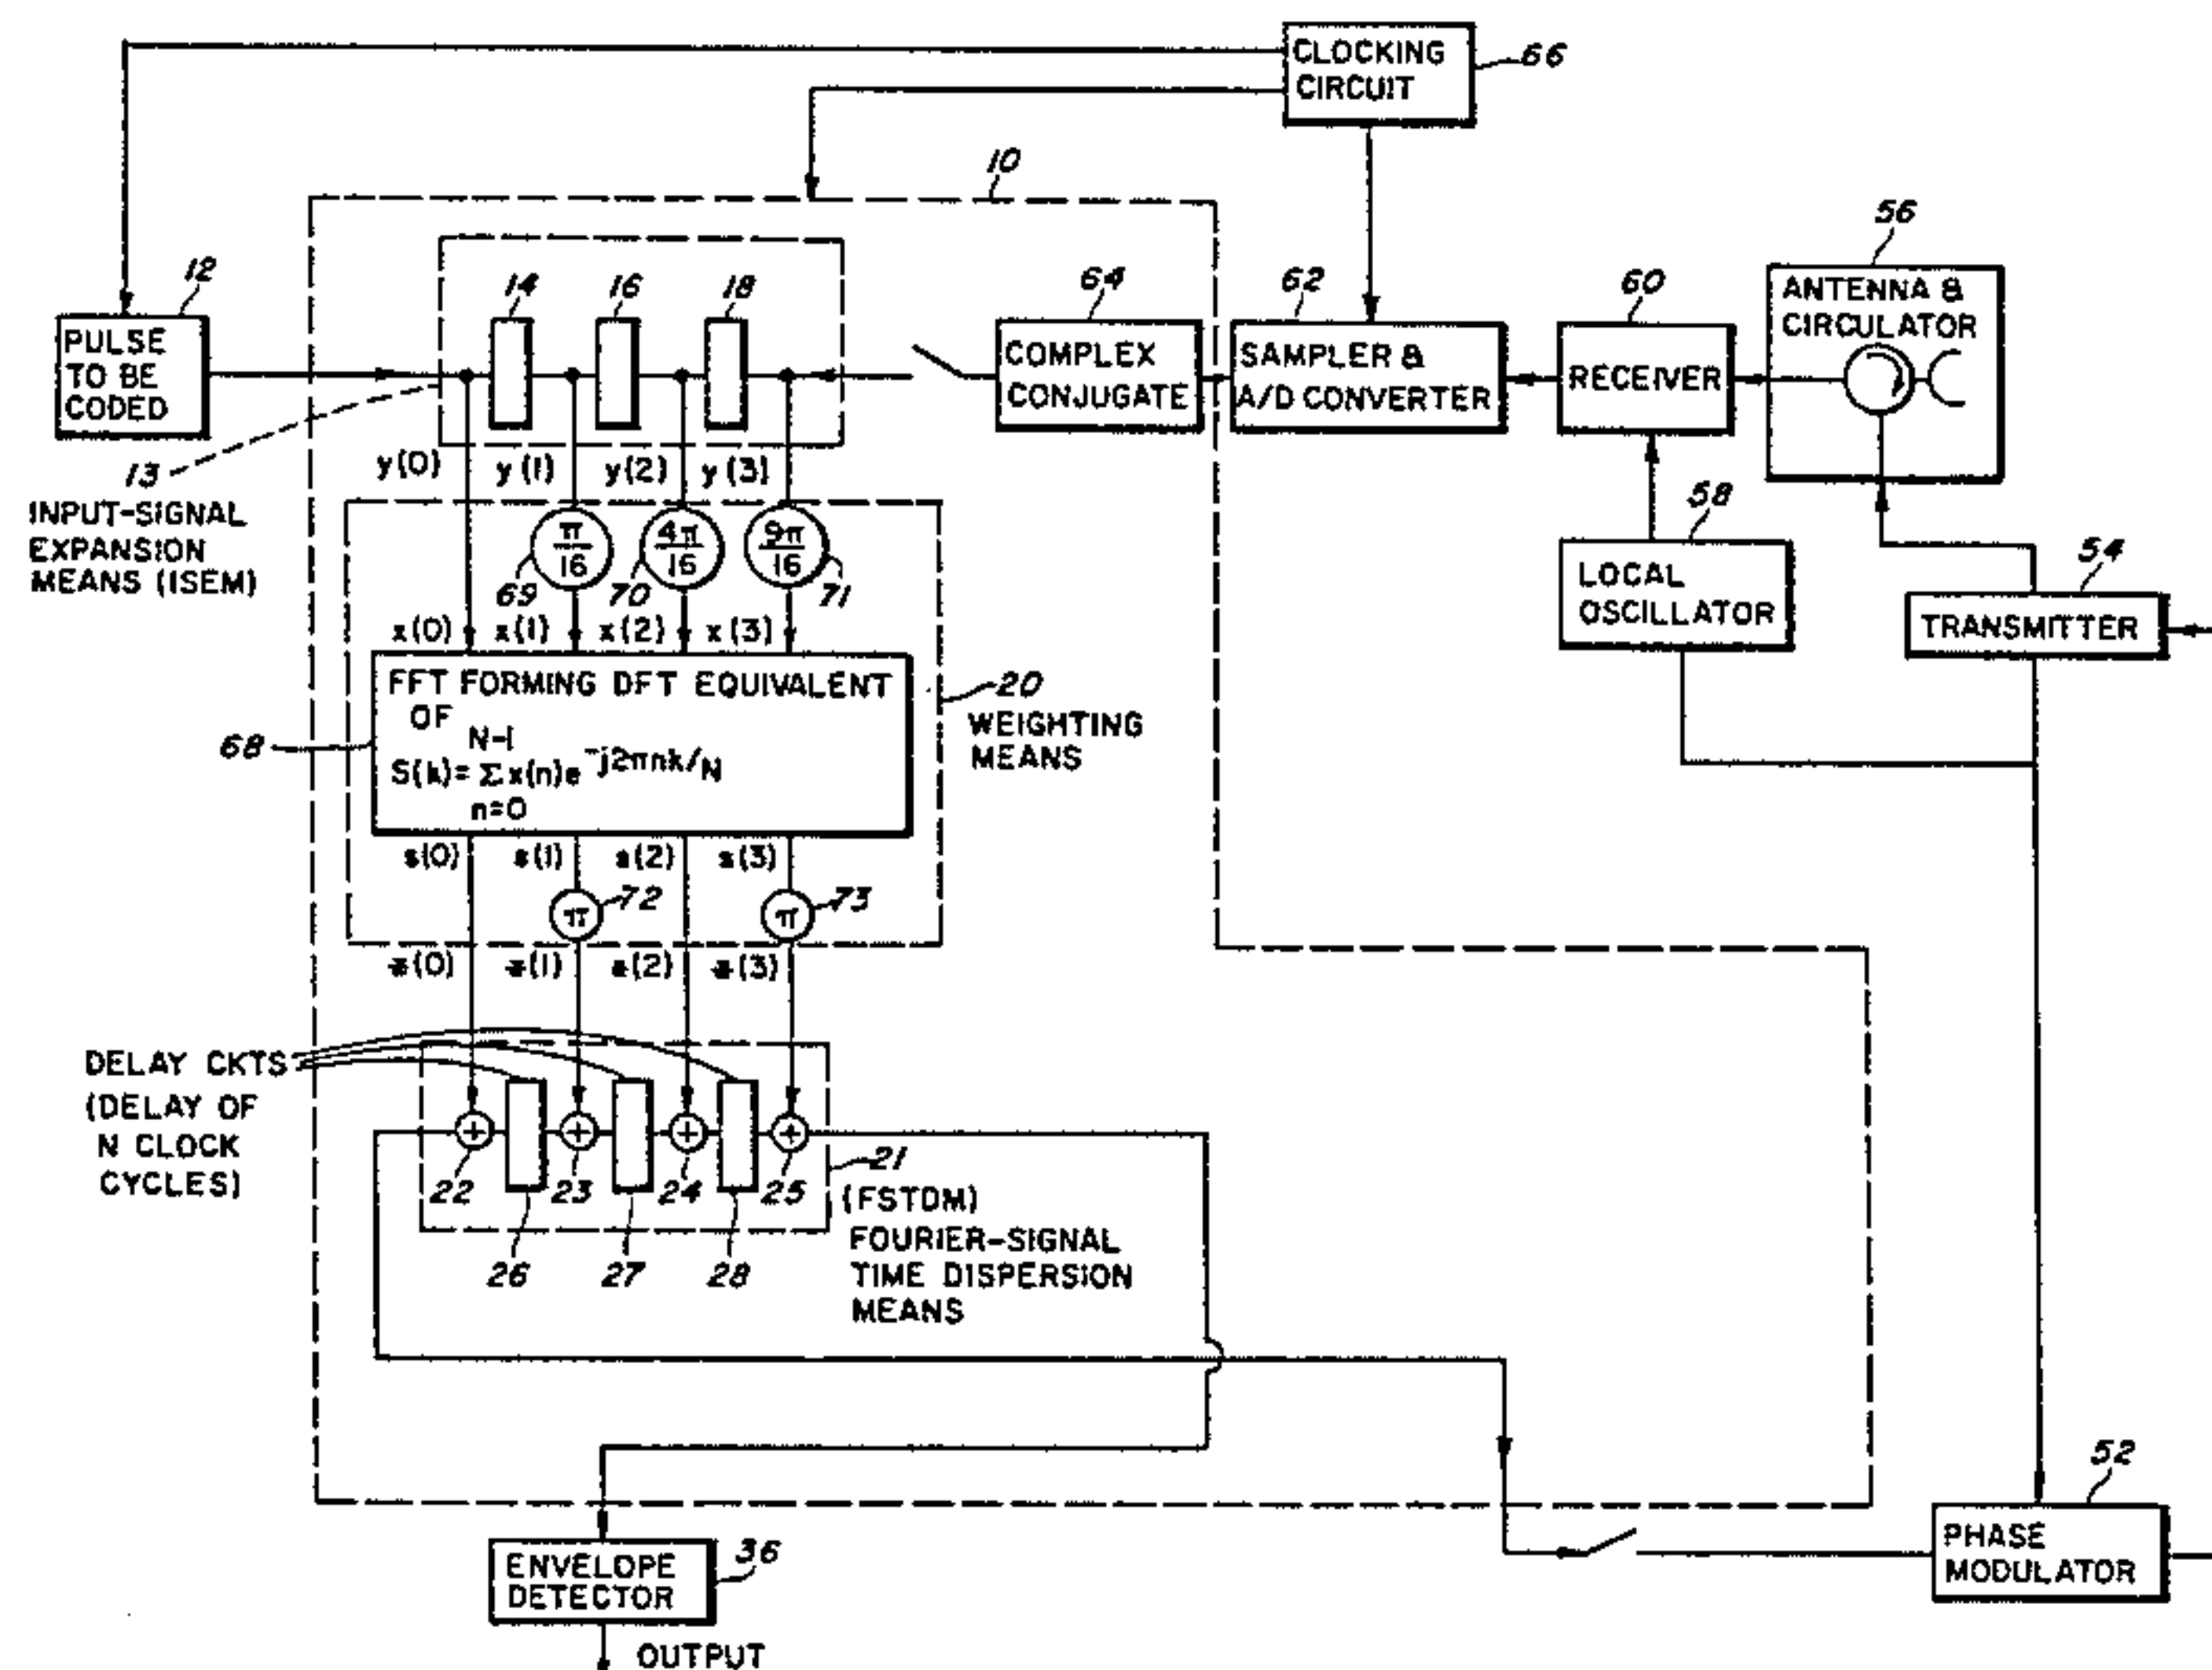 CLOCKING
CIRCUIT
66
10
12
PULSE
TO BE
CODED
14
16
18
64
COMPLEX
CONJUGATE
62
SAMPLER &
A/D CONVERTER
60
RECEIVER
56
ANTENNA &
CIRCULATOR
13
INPUT-SIGNAL
EXPANSION
MEANS (ISEM)
y(0)
y(1)
y(2)
y(3)
π/16
4π/16
9π/16
69
70
71
x(0)
x(1)
x(2)
x(3)
58
LOCAL
OSCILLATOR
54
TRANSMITTER
68
FFT FORMING DFT EQUIVALENT
OF
N-1
S(k)= Σ x(n)e^-j2πnk/N
n=0
20
WEIGHTING
MEANS
s(0)
s(1)
s(2)
s(3)
π
72
π
73
z(0)
z(1)
z(2)
z(3)
DELAY CKTS
(DELAY OF
N CLOCK
CYCLES)
+
+
+
+
22
23
24
25
26
27
28
21
(FSTDM)
FOURIER-SIGNAL
TIME DISPERSION
MEANS
52
PHASE
MODULATOR
ENVELOPE
DETECTOR
36
OUTPUT